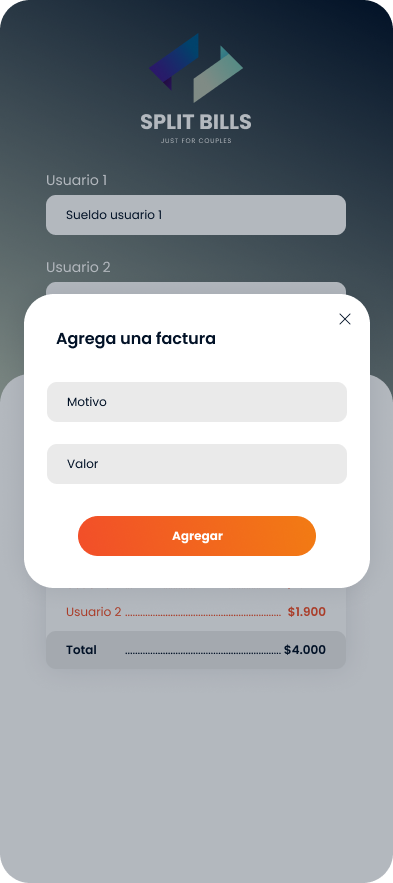 SPLIT BILLS
JUST FOR COUPLES
Usuario 1
Sueldo usuario 1
Usuario 2
Agrega una factura
Motivo
Valor
Agregar
Usuario 2 ........................................................ $1.900
Total ........................................................ $4.000